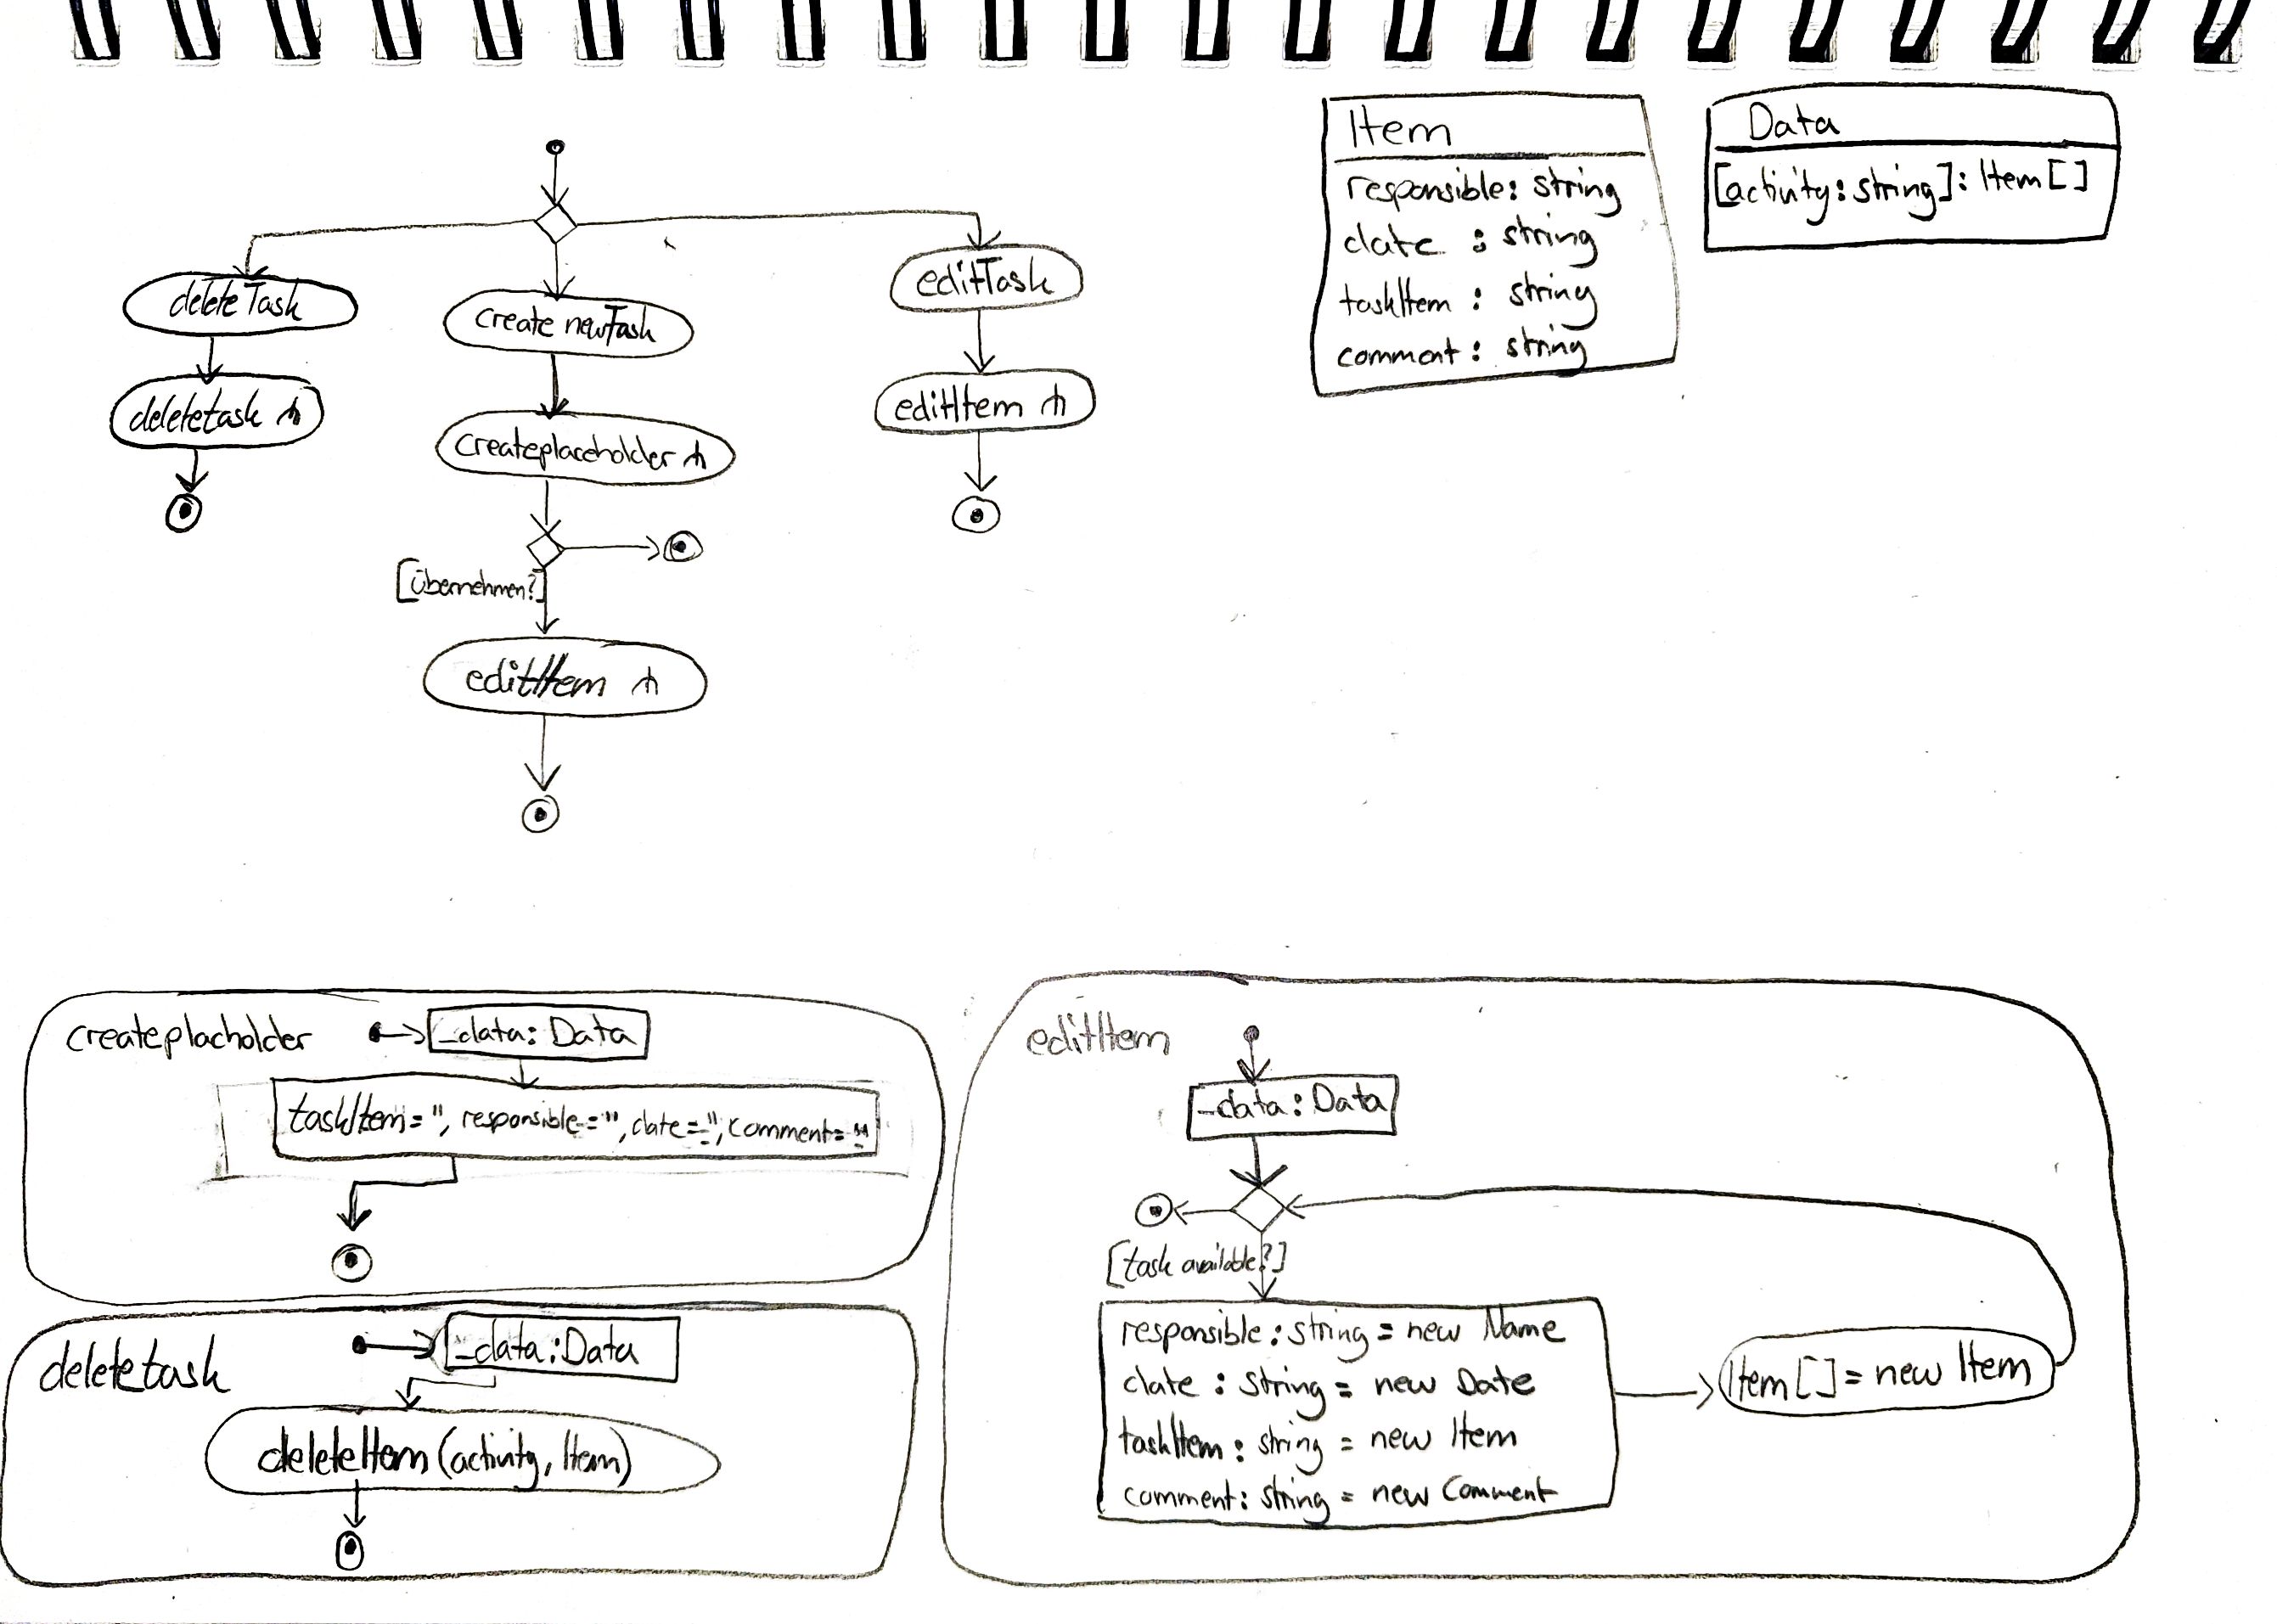 Item
responsible: string
date : string
taskItem : string
comment : string
Data
[activity: string]: Item[]
deleteTask
deletetask
create newTask
createplaceholder
[übernehmen?]
editItem
editTask
editItem
createplacholder
_data: Data
taskItem= '', responsible= '', date= '', comment= ''
deletetask
_data: Data
deleteItem (activity, Item)
editItem
_data: Data
[task available?]
responsible: string = new Name
date : string = new Date
taskItem: string = new Item
comment: string = new Comment
Item[] = new Item